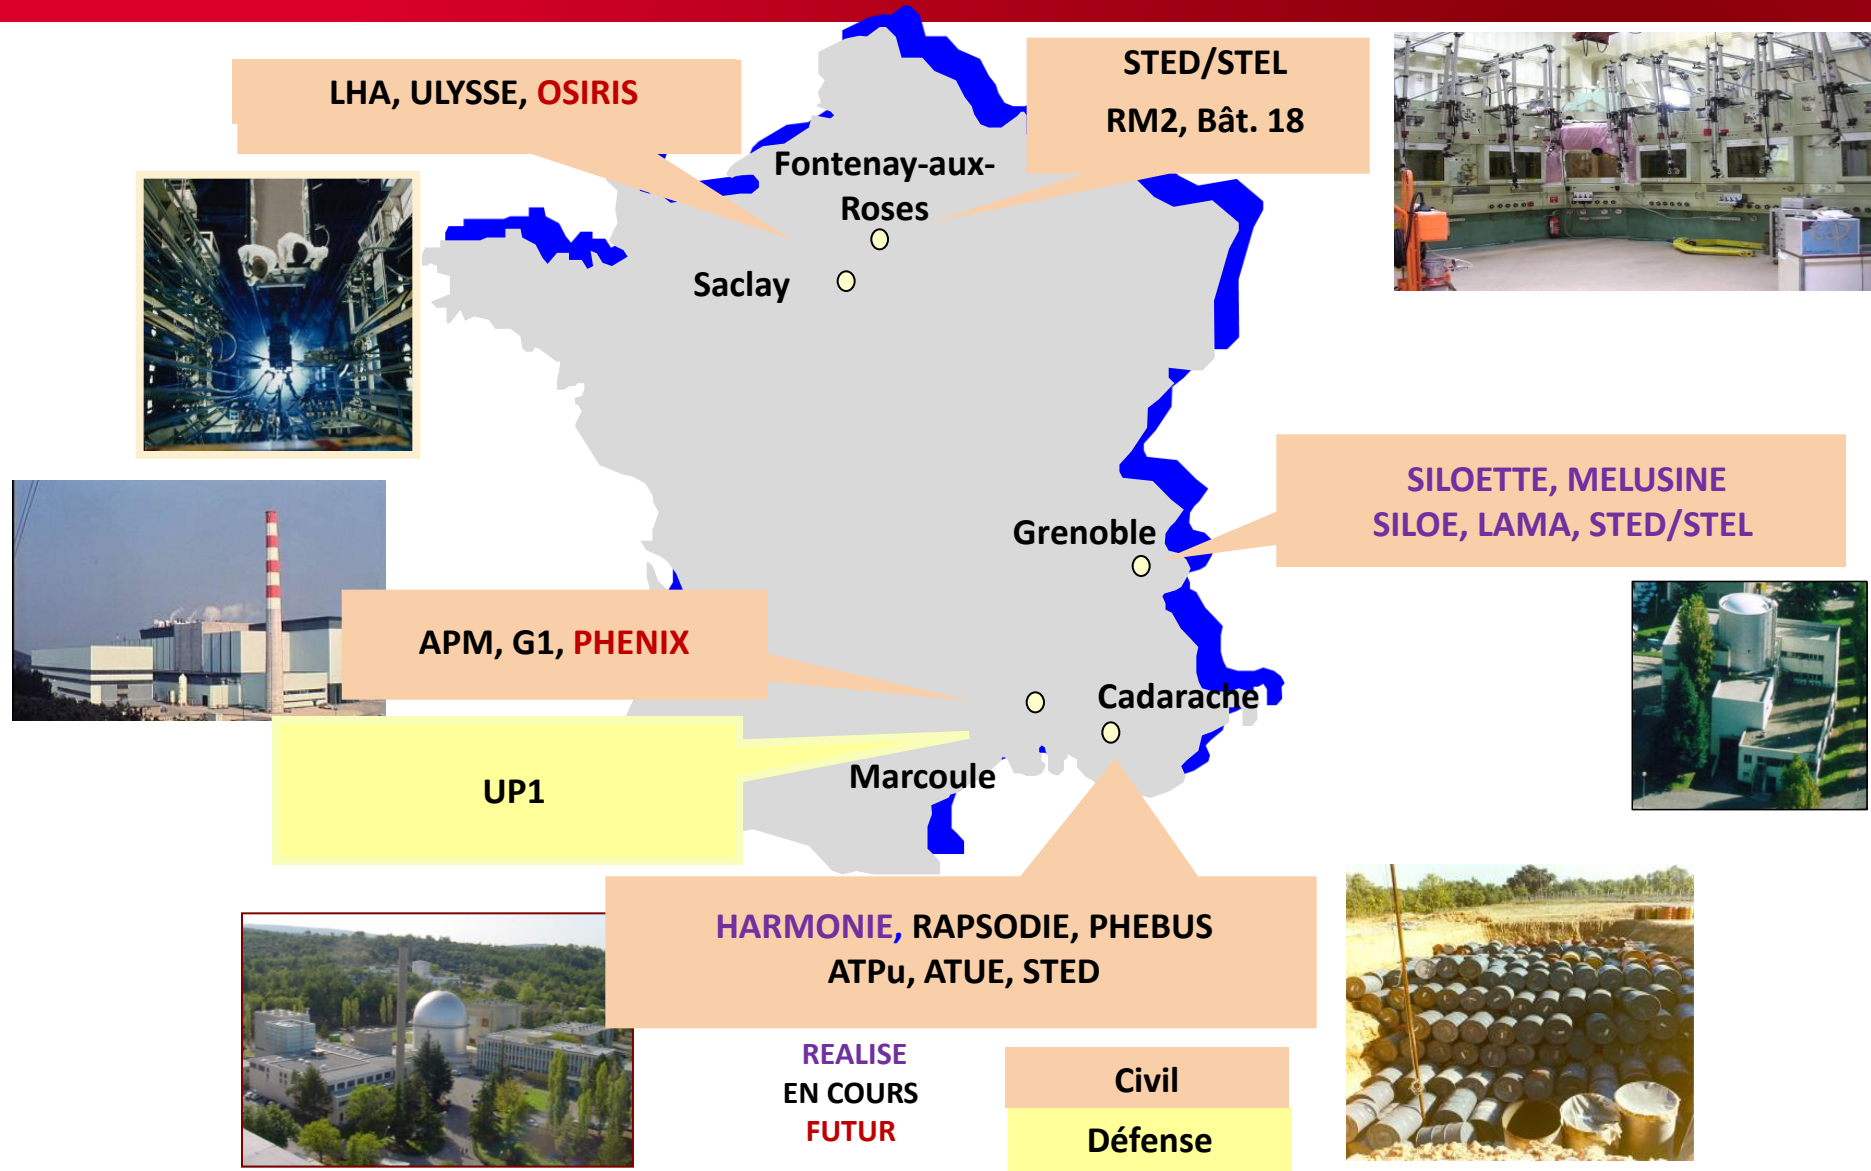 LHA, ULYSSE, OSIRIS
STED/STEL
RM2, Bât. 18
Fontenay-aux-
Roses
Saclay
SILOETTE, MELUSINE
SILOE, LAMA, STED/STEL
Grenoble
APM, G1, PHENIX
Cadarache
UP1
Marcoule
HARMONIE, RAPSODIE, PHEBUS
ATPu, ATUE, STED
REALISE
EN COURS
FUTUR
Civil
Défense